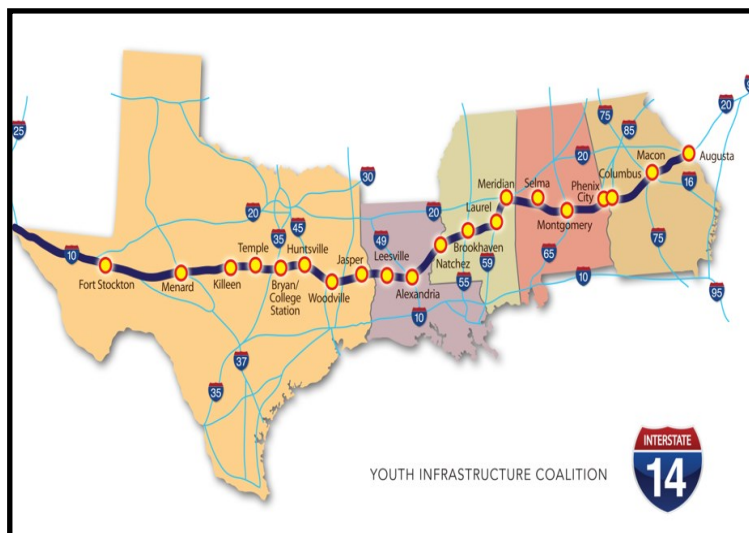 25
30
20
10
Fort Stockton
Menard
Killeen
Temple
35
45
Huntsville
Bryan/
College
Station
Woodville
Jasper
37
35
49
Leesville
Alexandria
10
20
Natchez
Brookhaven
Laurel
Meridian
59
55
20
Selma
Montgomery
65
Phenix
City
10
75
85
Columbus
Macon
20
Augusta
16
75
95
YOUTH INFRASTRUCTURE COALITION
INTERSTATE
14